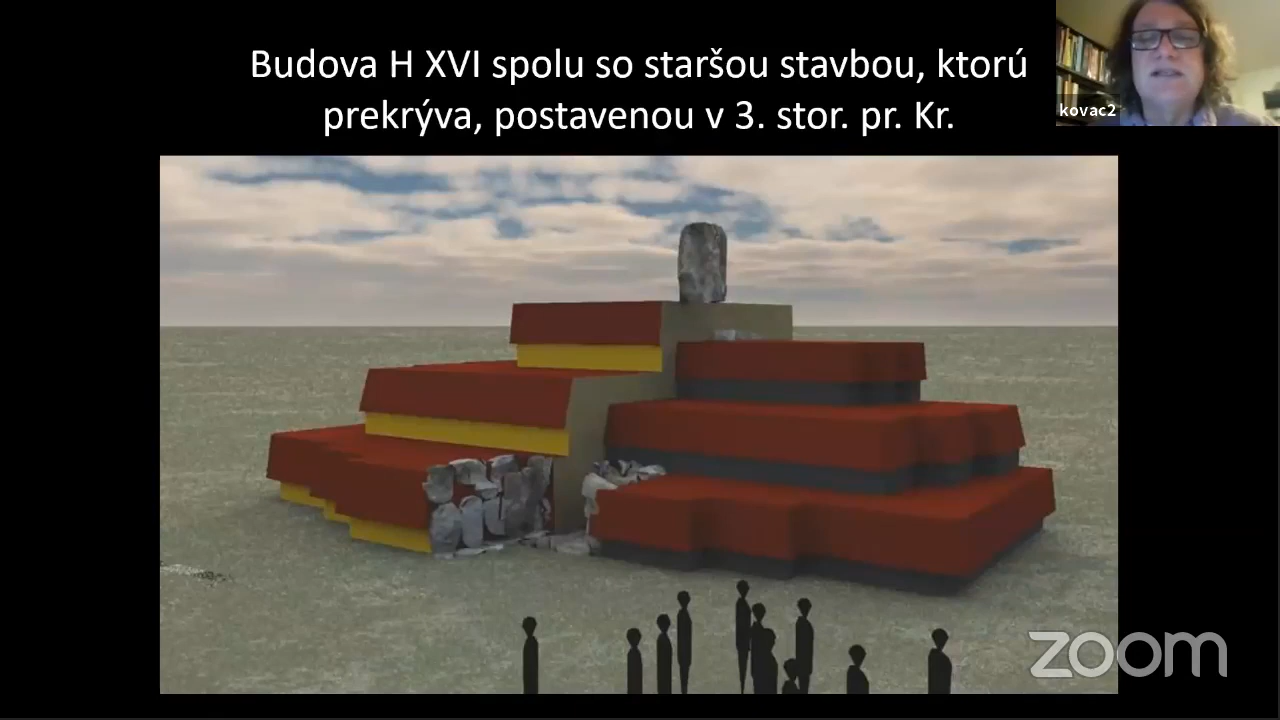 Budova H XVI spolu so staršou stavbou, ktorú
prekrýva, postavenou v 3. stor. pr. Kr.
kovac2
zoom